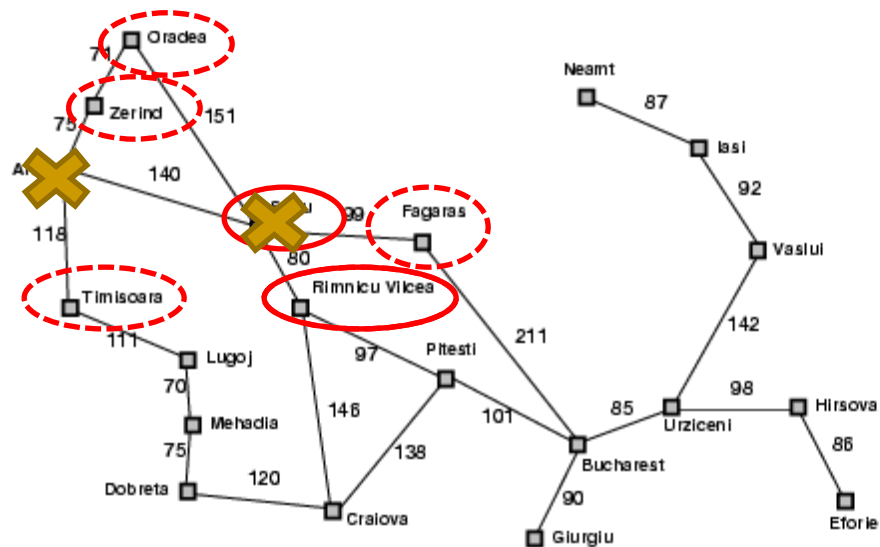 Oradea
71
Neamt
87
Zerind
151
75
Iasi
140
92
99
Fagaras
118
80
Vaslui
Timisoara
Rimnicu Vilcea
111
211
142
Lugoj
97
Pitesti
98
70
Hirsova
146
101
85
Mehadia
Urziceni
75
138
86
Bucharest
120
Dobreta
90
Craiova
Eforie
Giurgiu